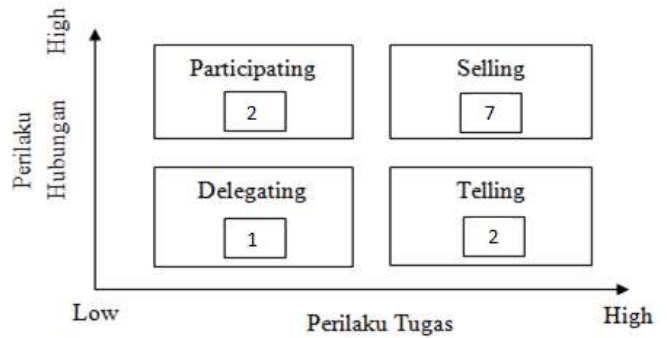 High
Perilaku
Hubungan
Participating
2
Selling
7
Delegating
1
Telling
2
Low
Perilaku Tugas
High